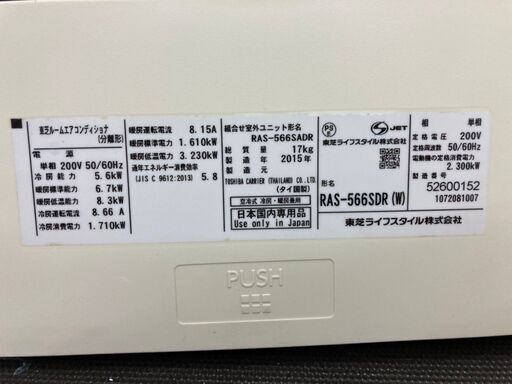 東芝ルームエアコンディショナ
(分離形)
電 源
単相 200V 50/60Hz
冷房能力 5.6kW
暖房標準能力 6.7kW
暖房低温能力 8.3kW
冷房運転電流 8.66 A
冷房消費電力 1.710kW
暖房運転電流 8.15A
暖房標準電力 1.610kW
暖房低温電力 3.230kW
通年エネルギー消費効率
(JIS C 9612:2013) 5.8
組合せ室外ユニット形名
RAS-566SADR
総 質 量 17kg
製 造 年 2015年
製 造 元
TOSHIBA CARRIER (THAILAND) CO.,LTD.
(タイ国製)
空冷式 冷房・暖房兼用
日本国内専用品
Use only in Japan
PS
E
JET
東芝ライフスタイル株式会社
形名
RAS-566SDR(W)
相 単相
定格電圧 200V
定格周波数 50/60Hz
電動機の定格消費電力
2.300kW
製造番号
52600152
1072081007
東芝ライフスタイル株式会社
PUSH